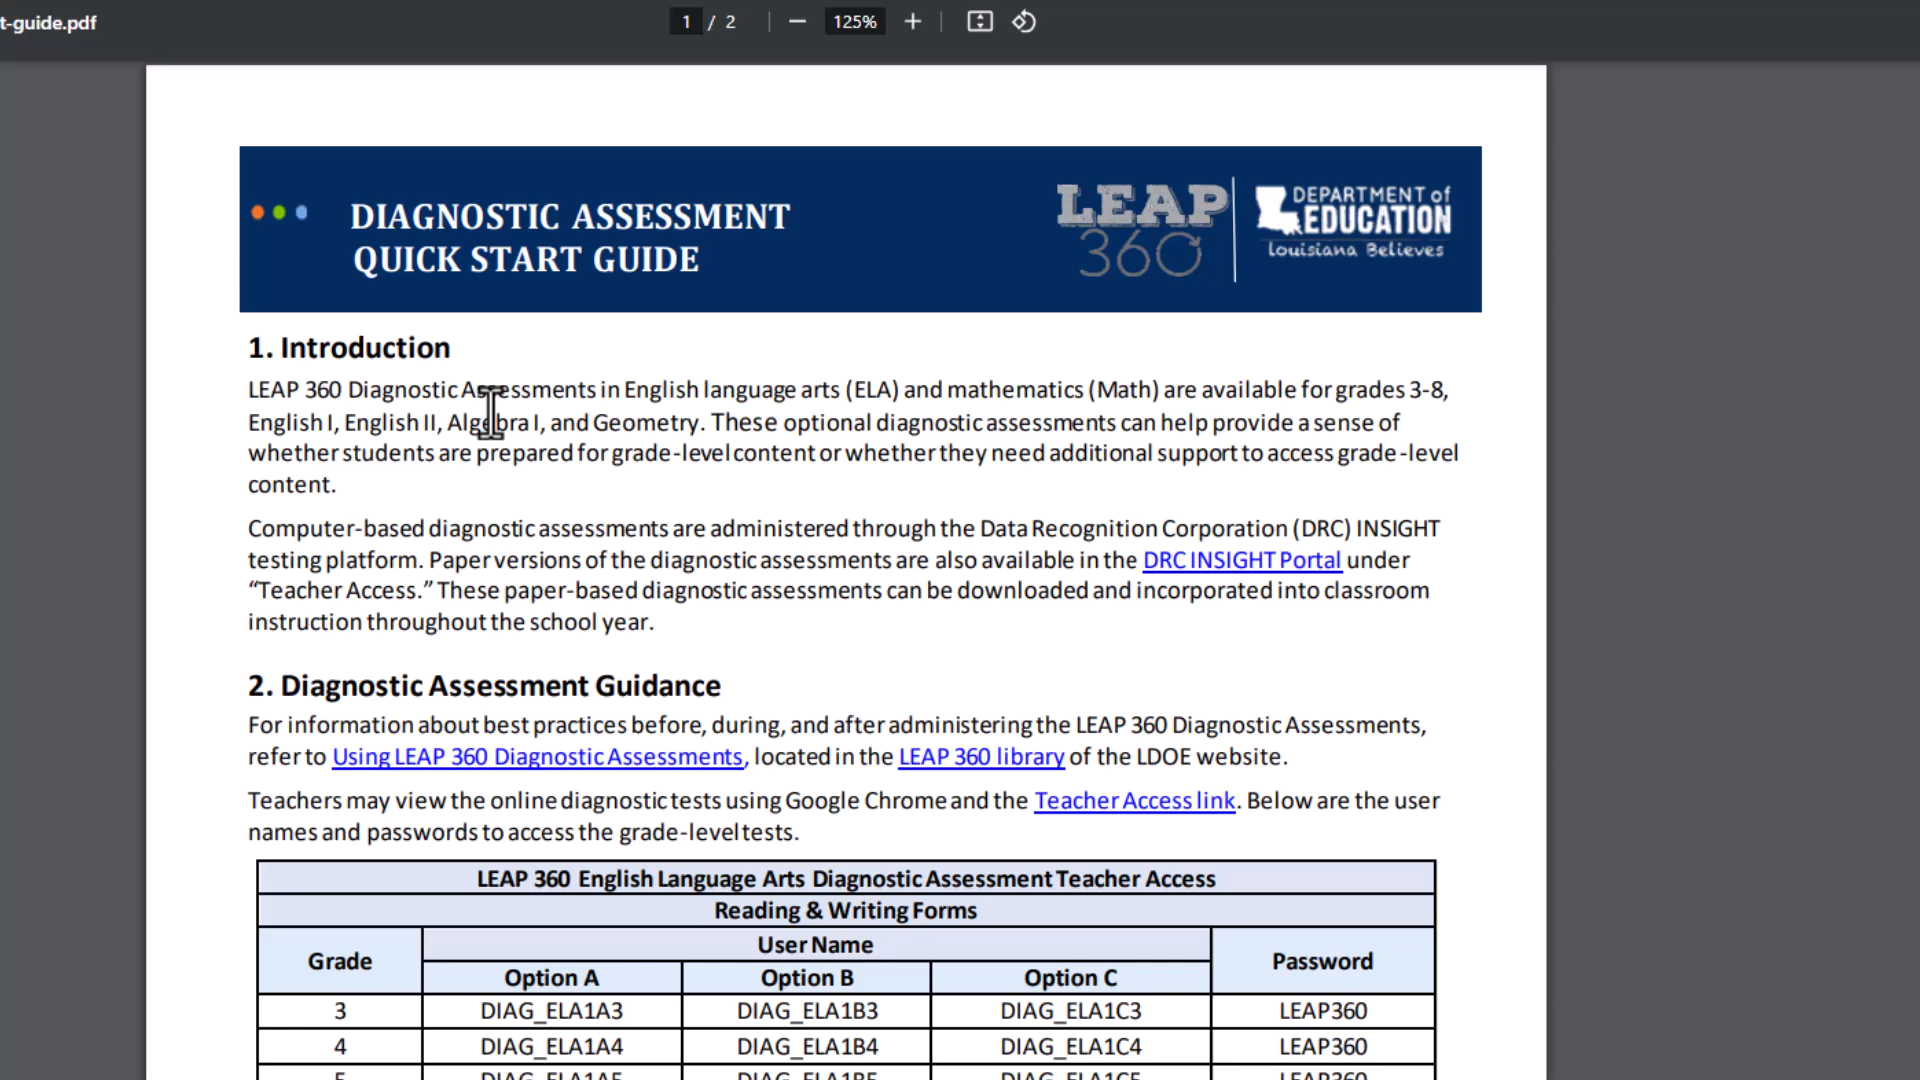 t-guide.pdf
1 / 2
125%
DIAGNOSTIC ASSESSMENT
QUICK START GUIDE
LEAP
360
DEPARTMENT of
EDUCATION
Louisiana Believes
1. Introduction
LEAP 360 Diagnostic Assessments in English language arts (ELA) and mathematics (Math) are available for grades 3-8,
English I, English II, Algebra I, and Geometry. These optional diagnostic assessments can help provide a sense of
whether students are prepared for grade-level content or whether they need additional support to access grade-level
content.
Computer-based diagnostic assessments are administered through the Data Recognition Corporation (DRC) INSIGHT
testing platform. Paper versions of the diagnostic assessments are also available in the DRC INSIGHT Portal under
“Teacher Access.” These paper-based diagnostic assessments can be downloaded and incorporated into classroom
instruction throughout the school year.
2. Diagnostic Assessment Guidance
For information about best practices before, during, and after administering the LEAP 360 Diagnostic Assessments,
refer to Using LEAP 360 Diagnostic Assessments, located in the LEAP 360 library of the LDOE website.
Teachers may view the online diagnostic tests using Google Chrome and the Teacher Access link. Below are the user
names and passwords to access the grade-level tests.
LEAP 360 English Language Arts Diagnostic Assessment Teacher Access
Reading & Writing Forms
Grade User Name Password
Option A Option B Option C
3 DIAG_ELA1A3 DIAG_ELA1B3 DIAG_ELA1C3 LEAP360
4 DIAG_ELA1A4 DIAG_ELA1B4 DIAG_ELA1C4 LEAP360
5 DIAG_ELA1A5 DIAG_ELA1B5 DIAG_ELA1C5 LEAP360